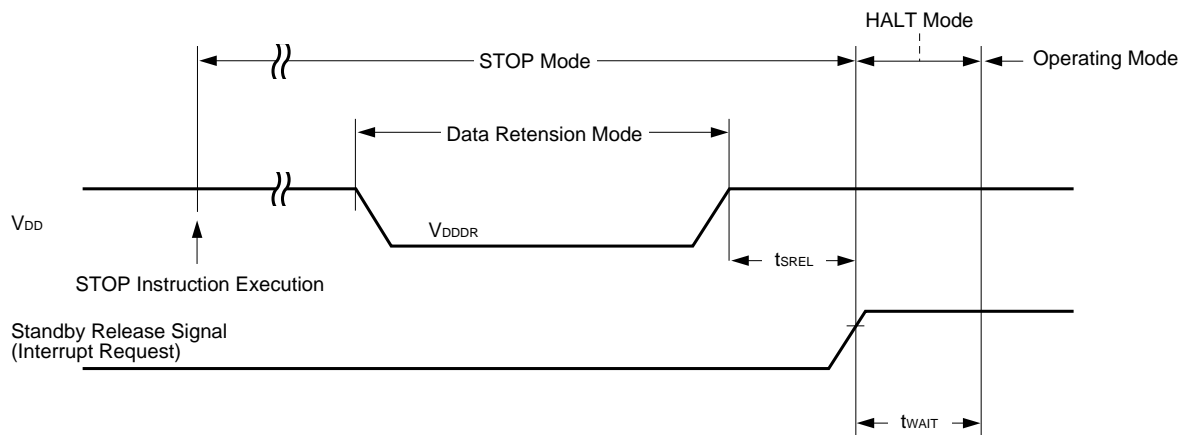 HALT Mode
STOP Mode
Operating Mode
Data Retension Mode
VDD
VDDDR
tSREL
STOP Instruction Execution
Standby Release Signal
(Interrupt Request)
tWAIT